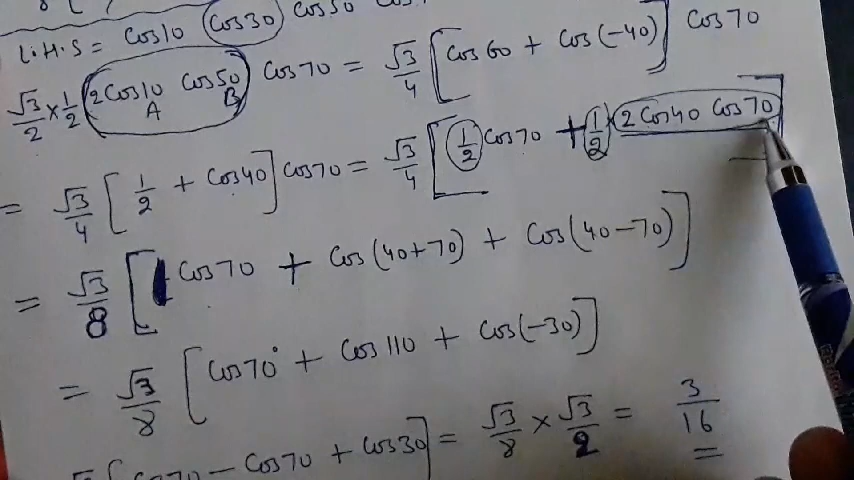 L.H.S = cos10 cos30 cos50
√3/2 × 1/2 (2cos10 cos50) cos70 = √3/4 [cos60 + cos(-40)] cos70
A B
= √3/4 [1/2 + cos40] cos70 = √3/4 [1/2 cos70 + 1/2 (2cos40 cos70)]
= √3/8 [cos70 + cos(40+70) + cos(40-70)]
= √3/8 [cos70° + cos110 + cos(-30)]
cos70 - cos70 + cos30] = √3/8 × √3/2 = 3/16